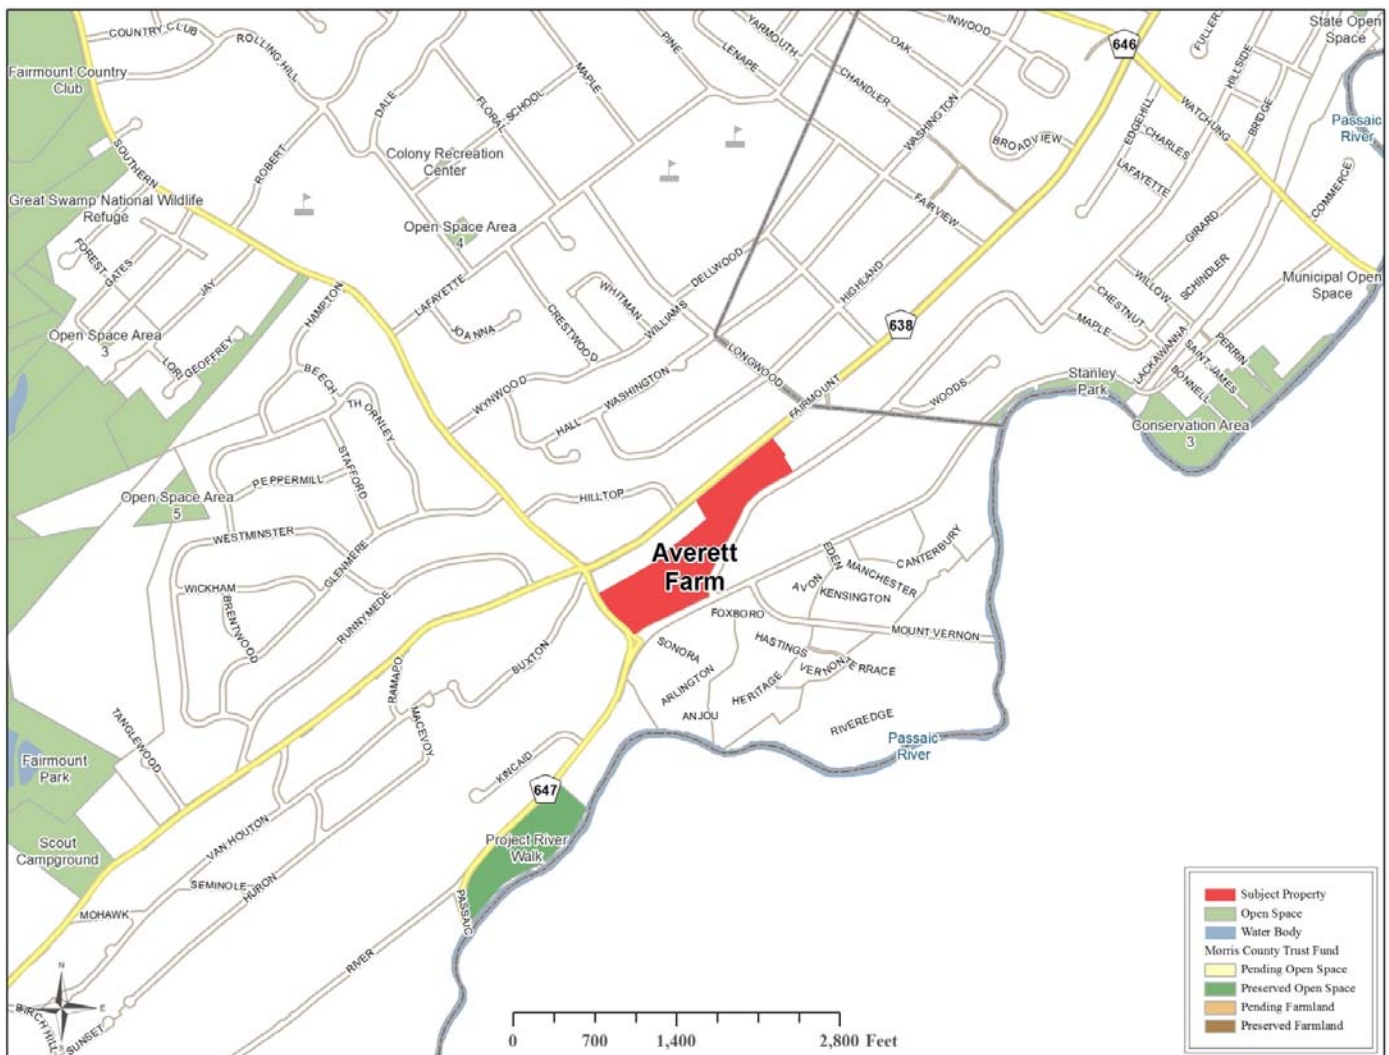 COUNTRY CLUB
ROLLING HILL
Fairmount Country
Club
SOUTHERN
DALE
FLORAL
SCHOOL
MAPLE
PINE
LENAPE
YARMOUTH
OAK
INWOOD
CHANDLER
WASHINGTON
BROADVIEW
646
FULLER
HILLSIDE
State Open
Space
WATCHUNG
BRIDGE
EDGEHILL
CHARLES
LAFAYETTE
Passaic
River
COMMERCE
Colony Recreation
Center
ROBERT
Great Swamp National Wildlife
Refuge
Open Space Area
4
FAIRVIEW
GIRARD
FOREST
GATES
JAY
HAMPTON
LAFAYETTE
JOANNA
CRESTWOOD
WHITMAN
WILLIAMS
DELLWOOD
HIGHLAND
638
WILLOW
SCHINDLER
CHESTNUT
MAPLE
Municipal Open
Space
Open Space Area
3
LORI
GEOFFREY
BEECH
THORNLEY
WYNWOOD
HALL
WASHINGTON
LONGWOOD
FAIRMOUNT
WOODS
Stanley
Park
LACKAWANNA
SAINT JAMES
PERRIN
BONNELL
Conservation Area
3
STAFFORD
PEPPERMILL
Open Space Area
5
HILLTOP
WESTMINSTER
GLENMERE
WICKHAM
BRENTWOOD
RUNNYMEDE
Averett
Farm
EDEN
MANCHESTER
CANTERBURY
AVON
KENSINGTON
FOXBORO
MOUNT VERNON
SONORA
HASTINGS
VERNON TERRACE
ARLINGTON
HERITAGE
ANJOU
RIVEREDGE
BUXTON
RAMAPO
MACEVOY
TANGLEWOOD
Passaic
River
Fairmount
Park
KINCAID
647
Scout
Campground
VAN HOUTON
Project River
Walk
SEMINOLE
HURON
MOHAWK
PASSAIC
RIVER
BIRCH HILL
SUNSET
N
E
S
0 700 1,400 2,800 Feet
Subject Property
Open Space
Water Body
Morris County Trust Fund
Pending Open Space
Preserved Open Space
Pending Farmland
Preserved Farmland